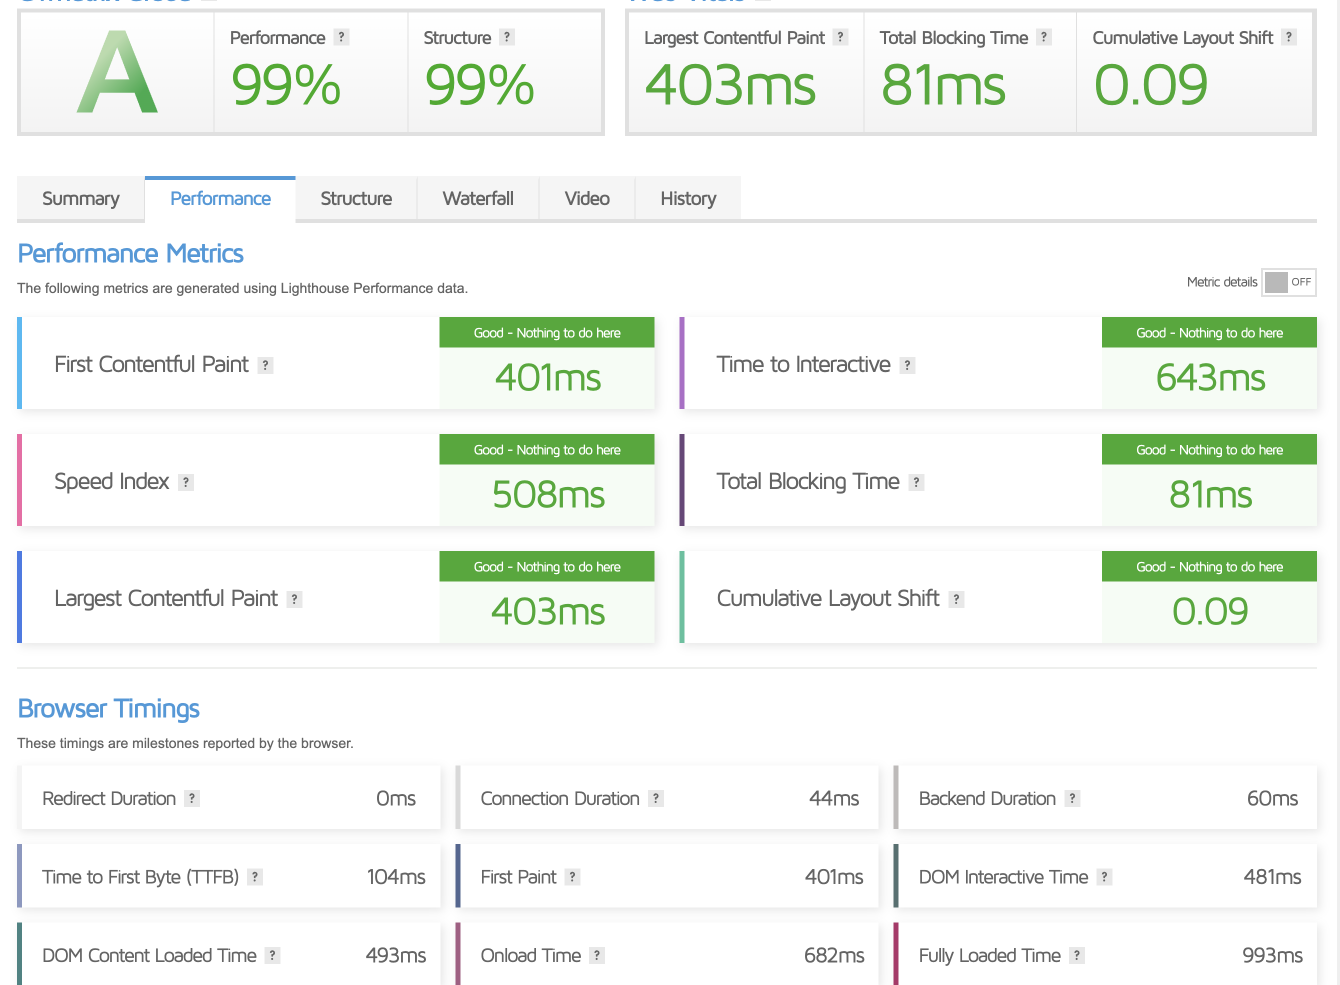 A
Performance ?
99%
Structure ?
99%
Largest Contentful Paint ?
403ms
Total Blocking Time ?
81ms
Cumulative Layout Shift ?
0.09
Summary
Performance
Structure
Waterfall
Video
History
Performance Metrics
The following metrics are generated using Lighthouse Performance data.
Metric details OFF
First Contentful Paint ?
Good - Nothing to do here
401ms
Time to Interactive ?
Good - Nothing to do here
643ms
Speed Index ?
Good - Nothing to do here
508ms
Total Blocking Time ?
Good - Nothing to do here
81ms
Largest Contentful Paint ?
Good - Nothing to do here
403ms
Cumulative Layout Shift ?
Good - Nothing to do here
0.09
Browser Timings
These timings are milestones reported by the browser.
Redirect Duration ? 0ms
Connection Duration ? 44ms
Backend Duration ? 60ms
Time to First Byte (TTFB) ? 104ms
First Paint ? 401ms
DOM Interactive Time ? 481ms
DOM Content Loaded Time ? 493ms
Onload Time ? 682ms
Fully Loaded Time ? 993ms